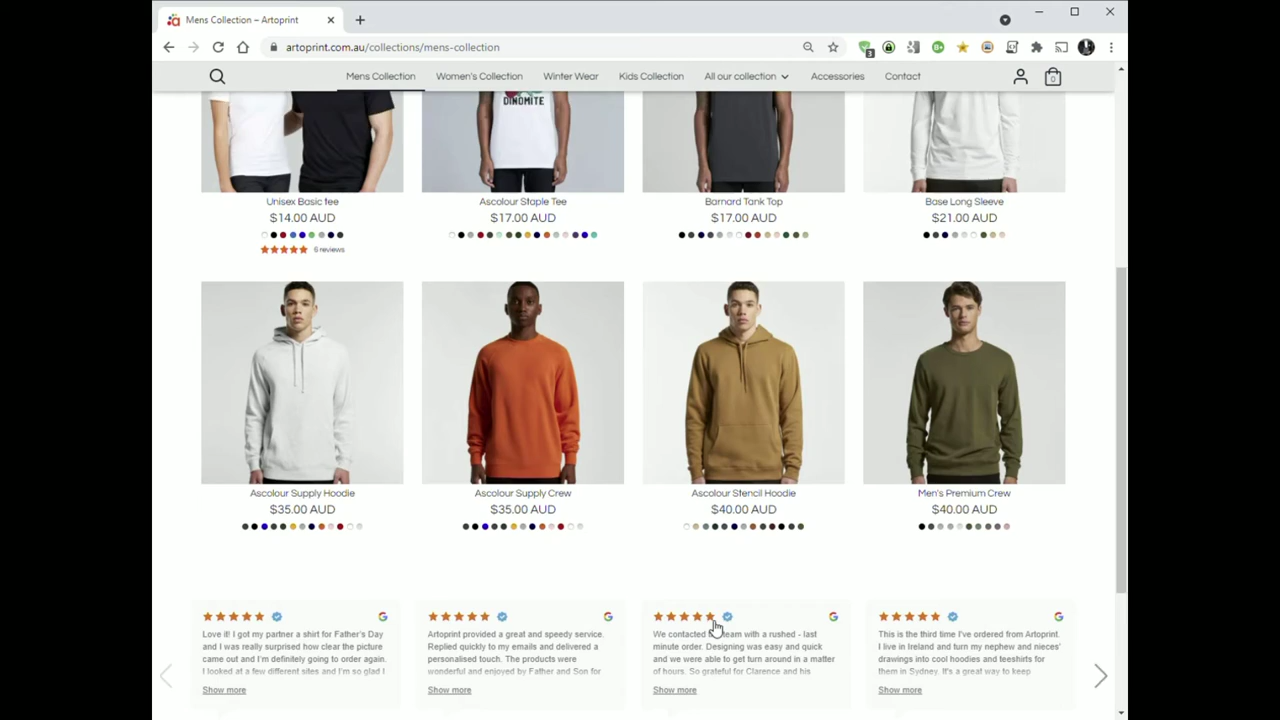 Mens Collection – Artoprint
artoprint.com.au/collections/mens-collection
3
Mens Collection Women's Collection Winter Wear Kids Collection All our collection Accessories Contact
0
DINOMITE
Unisex Basic tee
$14.00 AUD
6 reviews
Ascolour Staple Tee
$17.00 AUD
Barnard Tank Top
$17.00 AUD
Base Long Sleeve
$21.00 AUD
Ascolour Supply Hoodie
$35.00 AUD
Ascolour Supply Crew
$35.00 AUD
Ascolour Stencil Hoodie
$40.00 AUD
Men's Premium Crew
$40.00 AUD
Love it! I got my partner a shirt for Father's Day
and I was really surprised how clear the picture
came out and I'm definitely going to order again.
I looked at a few different sites and I'm so glad I
Show more
Artoprint provided a great and speedy service.
Replied quickly to my emails and delivered a
personalised touch. The products were
wonderful and enjoyed by Father and Son for
Show more
We contacted team with a rushed - last
minute order. Designing was easy and quick
and we were able to get turn around in a matter
of hours. So grateful for Clarence and his
Show more
This is the third time I've ordered from Artoprint.
I live in Ireland and turn my nephew and nieces'
drawings into cool hoodies and teeshirts for
them in Sydney. It's a great way to keep
Show more